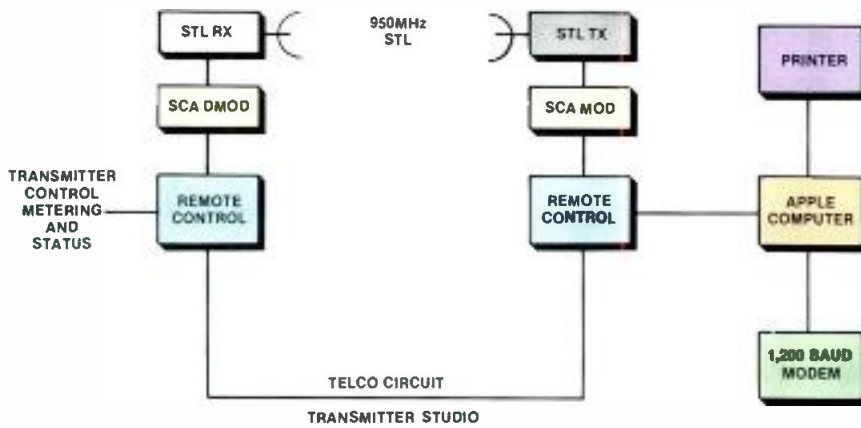 STL RX
950MHz
STL
STL TX
PRINTER
SCA DMOD
SCA MOD
TRANSMITTER
CONTROL
METERING
AND
STATUS
REMOTE
CONTROL
REMOTE
CONTROL
APPLE
COMPUTER
1,200 BAUD
MODEM
TELCO CIRCUIT
TRANSMITTER STUDIO